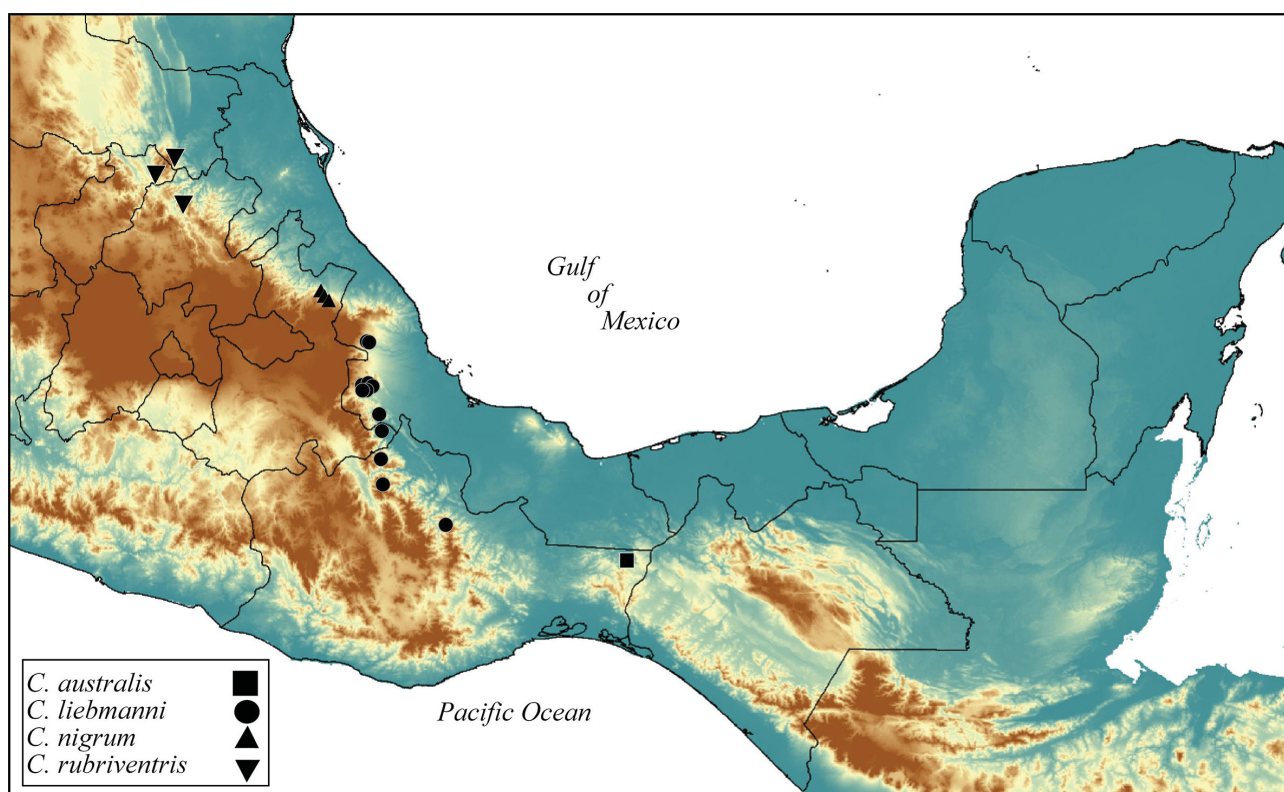 Gulf
of
Mexico
Pacific Ocean
C. australis
C. liebmanni
C. nigrum
C. rubriventris